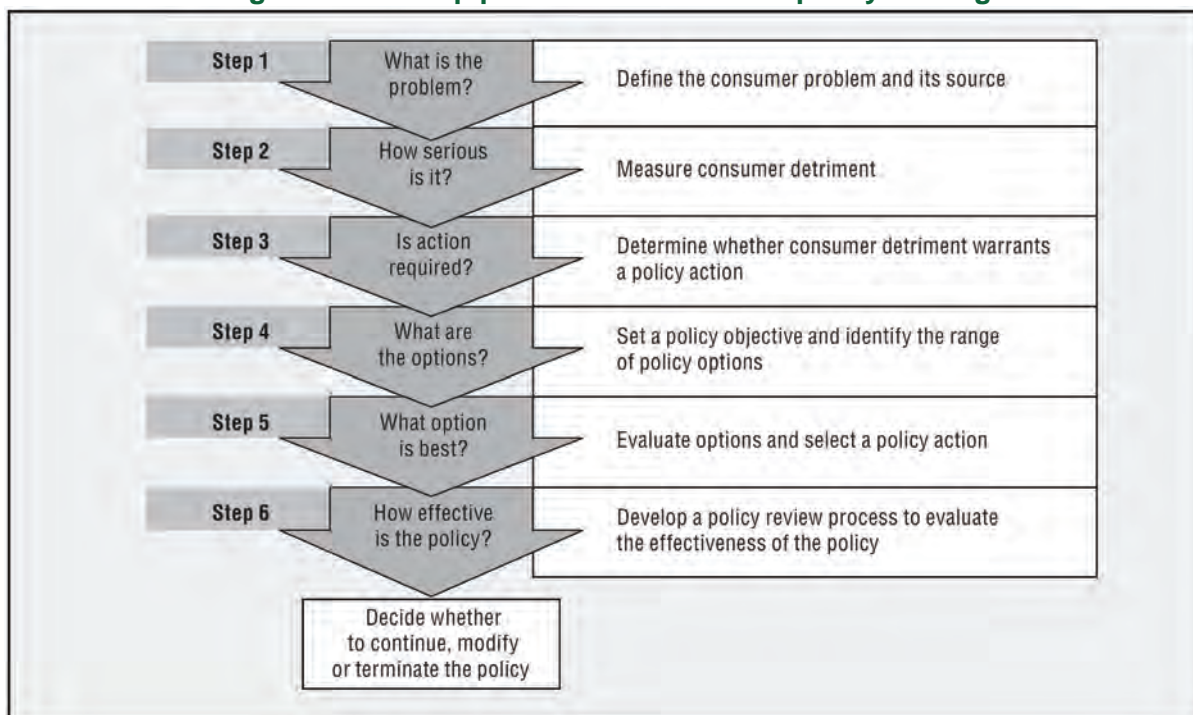 Step 1
What is the
problem?
Define the consumer problem and its source
Step 2
How serious
is it?
Measure consumer detriment
Step 3
Is action
required?
Determine whether consumer detriment warrants
a policy action
Step 4
What are
the options?
Set a policy objective and identify the range
of policy options
Step 5
What option
is best?
Evaluate options and select a policy action
Step 6
How effective
is the policy?
Develop a policy review process to evaluate
the effectiveness of the policy
Decide whether
to continue, modify
or terminate the policy